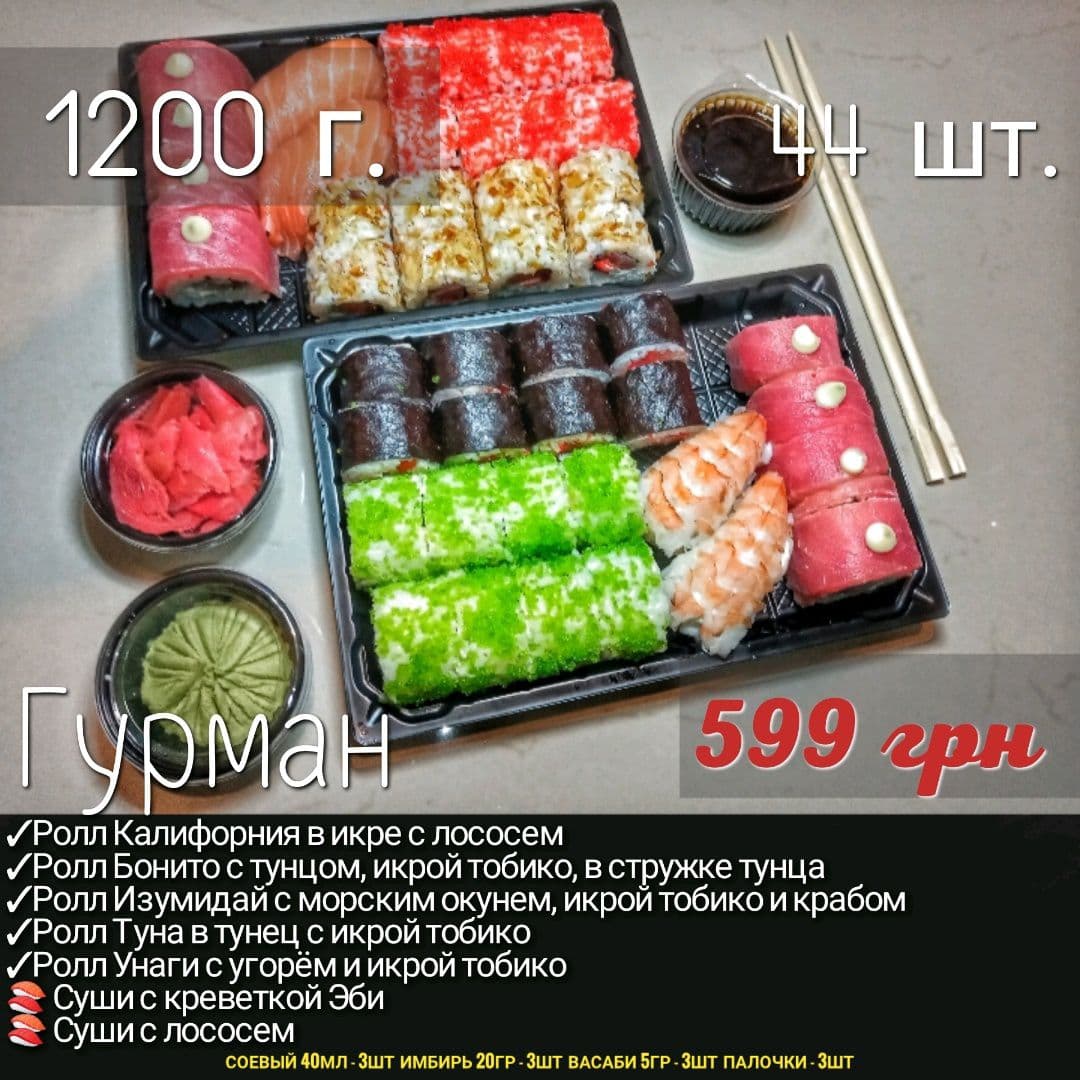 1200 г.
44 шт.
Гурман
599 грн
✓Ролл Калифорния в икре с лососем
✓Ролл Бонито с тунцом, икрой тобико, в стружке тунца
✓Ролл Изумидай с морским окунем, икрой тобико и крабом
✓Ролл Туна в тунец с икрой тобико
✓Ролл Унаги с угорём и икрой тобико
🍣 Суши с креветкой Эби
🍣 Суши с лососем
СОЕВЫЙ 40МЛ - 3ШТ ИМБИРЬ 20ГР - 3ШТ ВАСАБИ 5ГР - 3ШТ ПАЛОЧКИ - 3ШТ